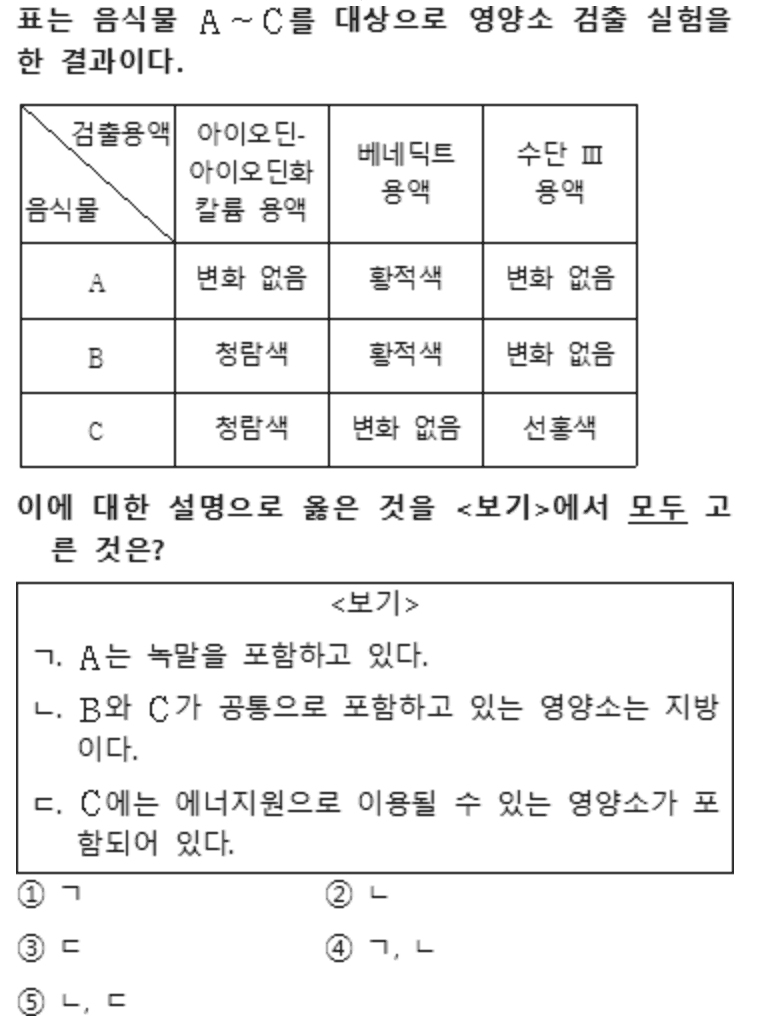 표는 음식물 A ~ C를 대상으로 영양소 검출 실험을
한 결과이다.
검출용액
음식물
아이오딘-
아이오딘화
칼륨 용액
베네딕트
용액
수단 Ⅲ
용액
A 변화 없음 황적색 변화 없음
B 청람색 황적색 변화 없음
C 청람색 변화 없음 선홍색
이에 대한 설명으로 옳은 것을 <보기>에서 모두 고
른 것은?
<보기>
ㄱ. A는 녹말을 포함하고 있다.
ㄴ. B와 C가 공통으로 포함하고 있는 영양소는 지방
이다.
ㄷ. C에는 에너지원으로 이용될 수 있는 영양소가 포
함되어 있다.
① ㄱ ② ㄴ
③ ㄷ ④ ㄱ, ㄴ
⑤ ㄴ, ㄷ